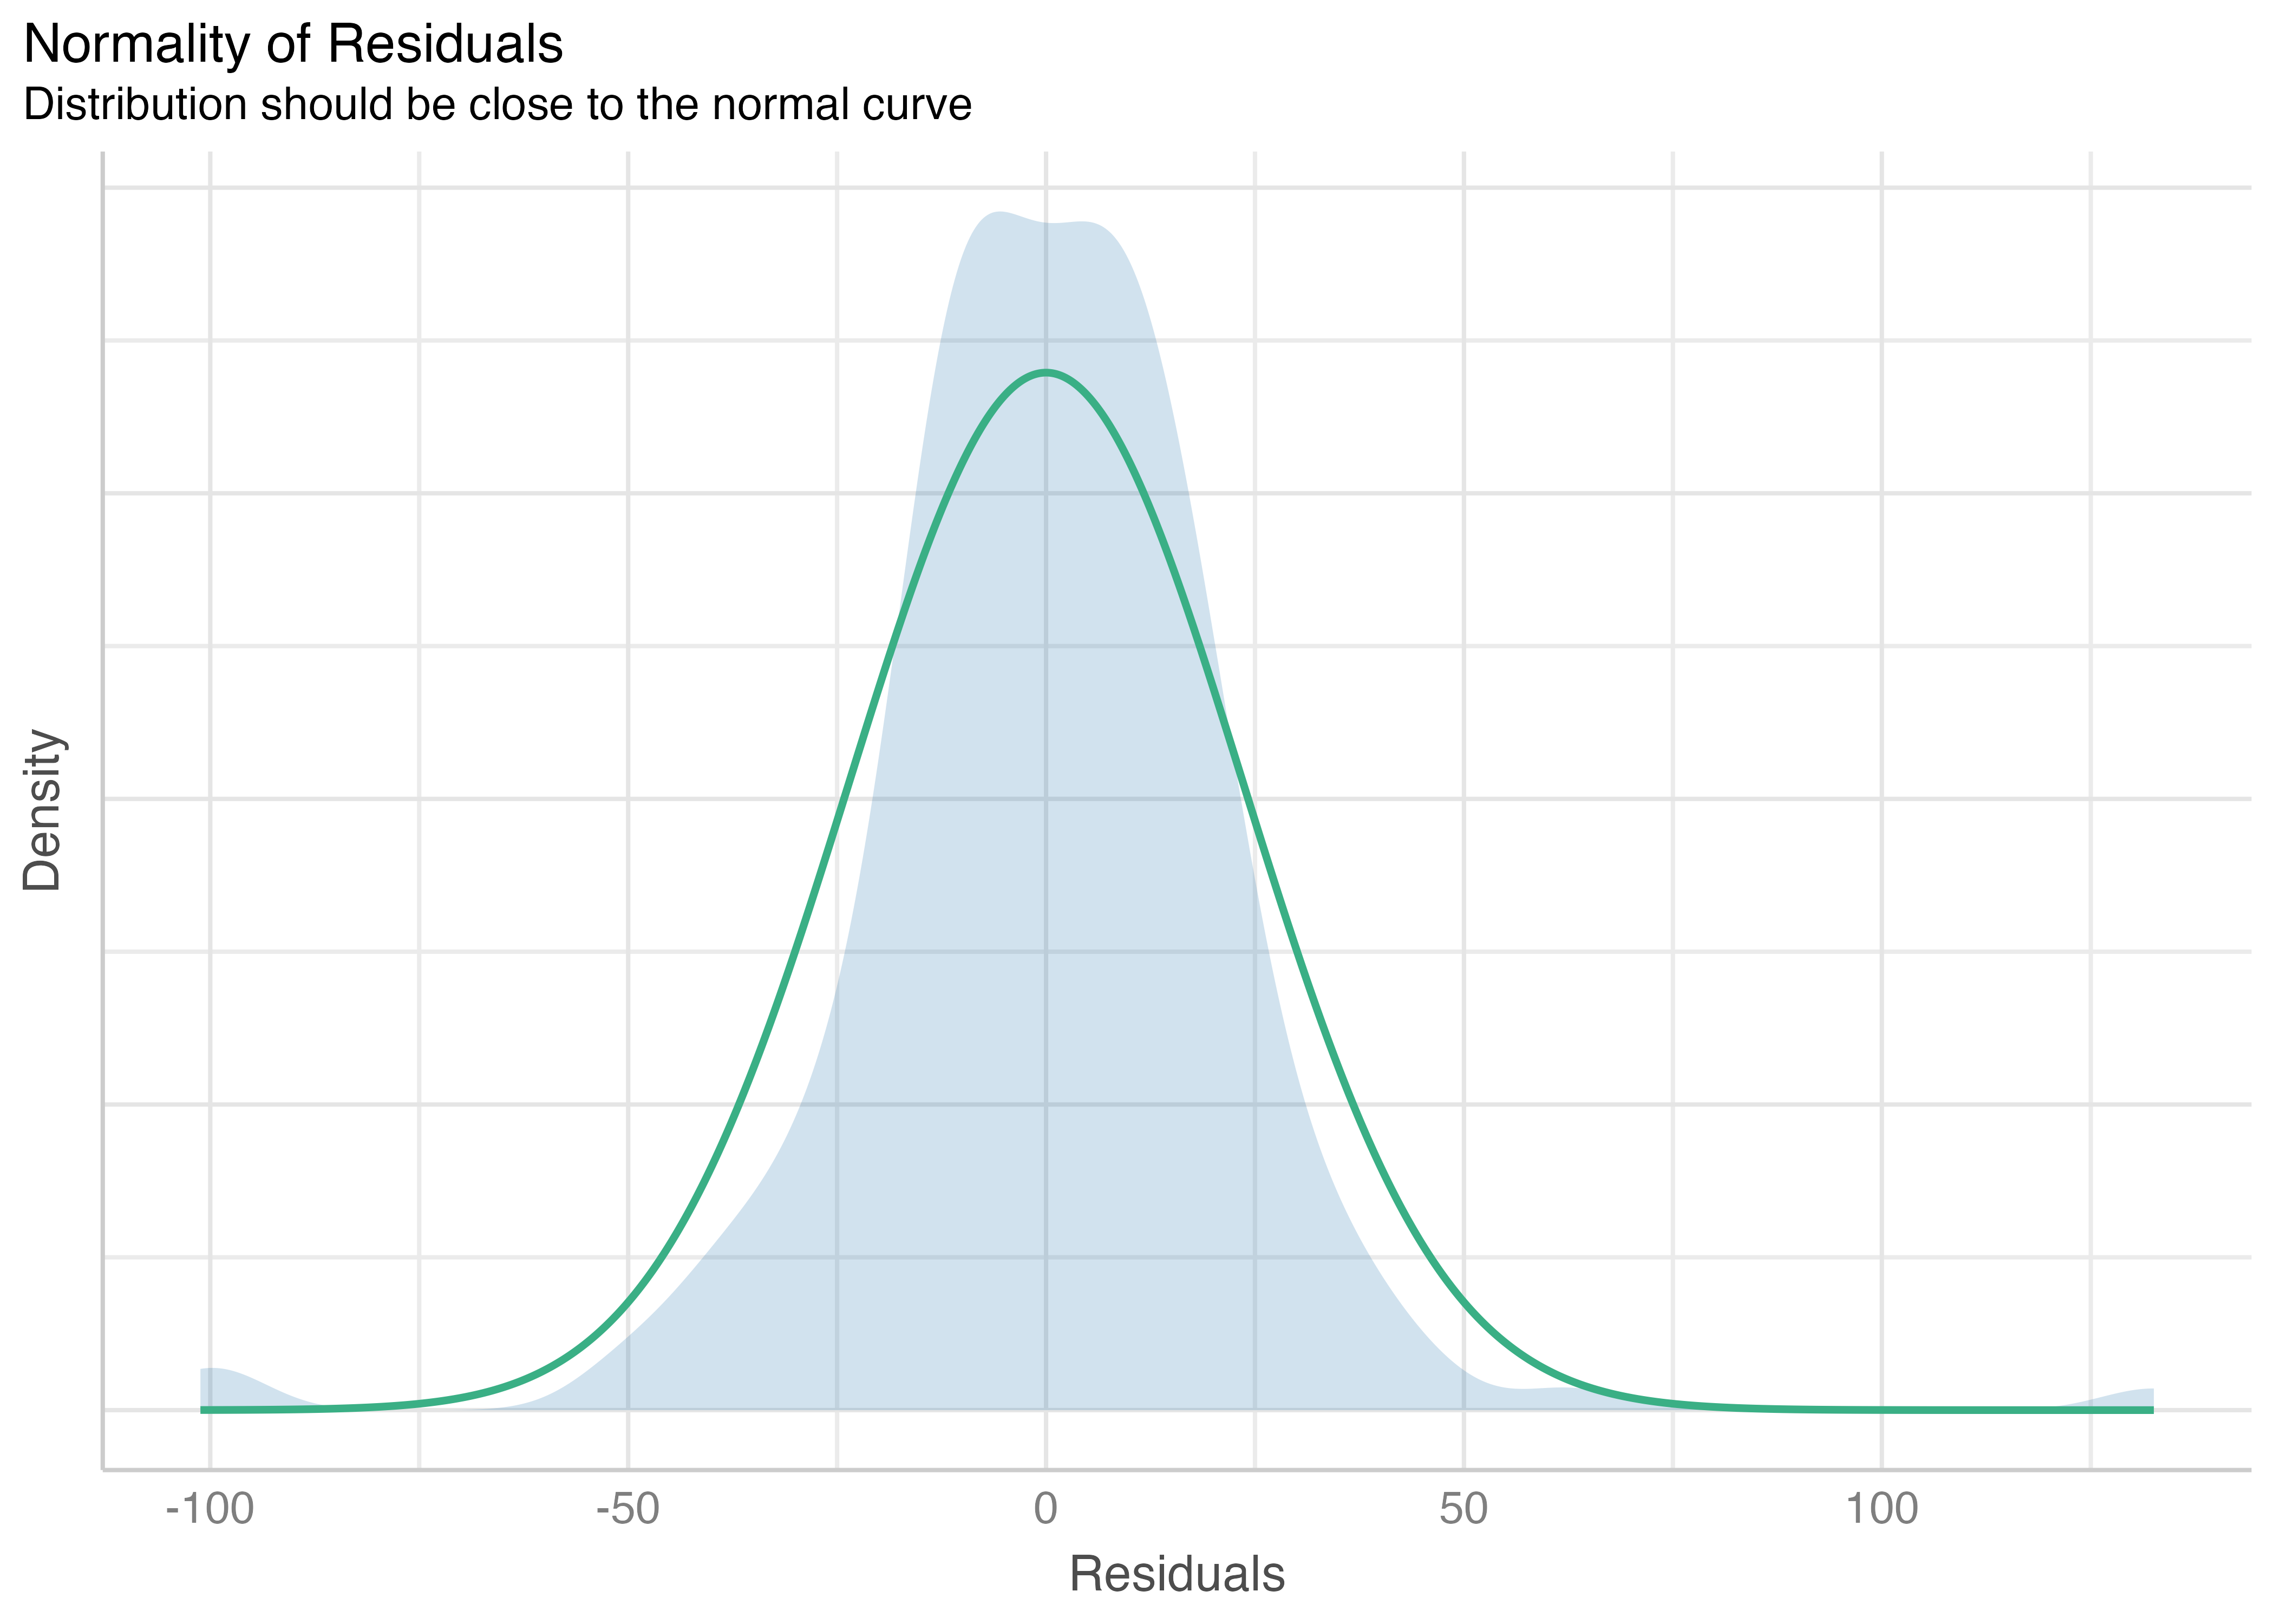 Normality of Residuals
Distribution should be close to the normal curve
Density
-100 -50 0 50 100
Residuals